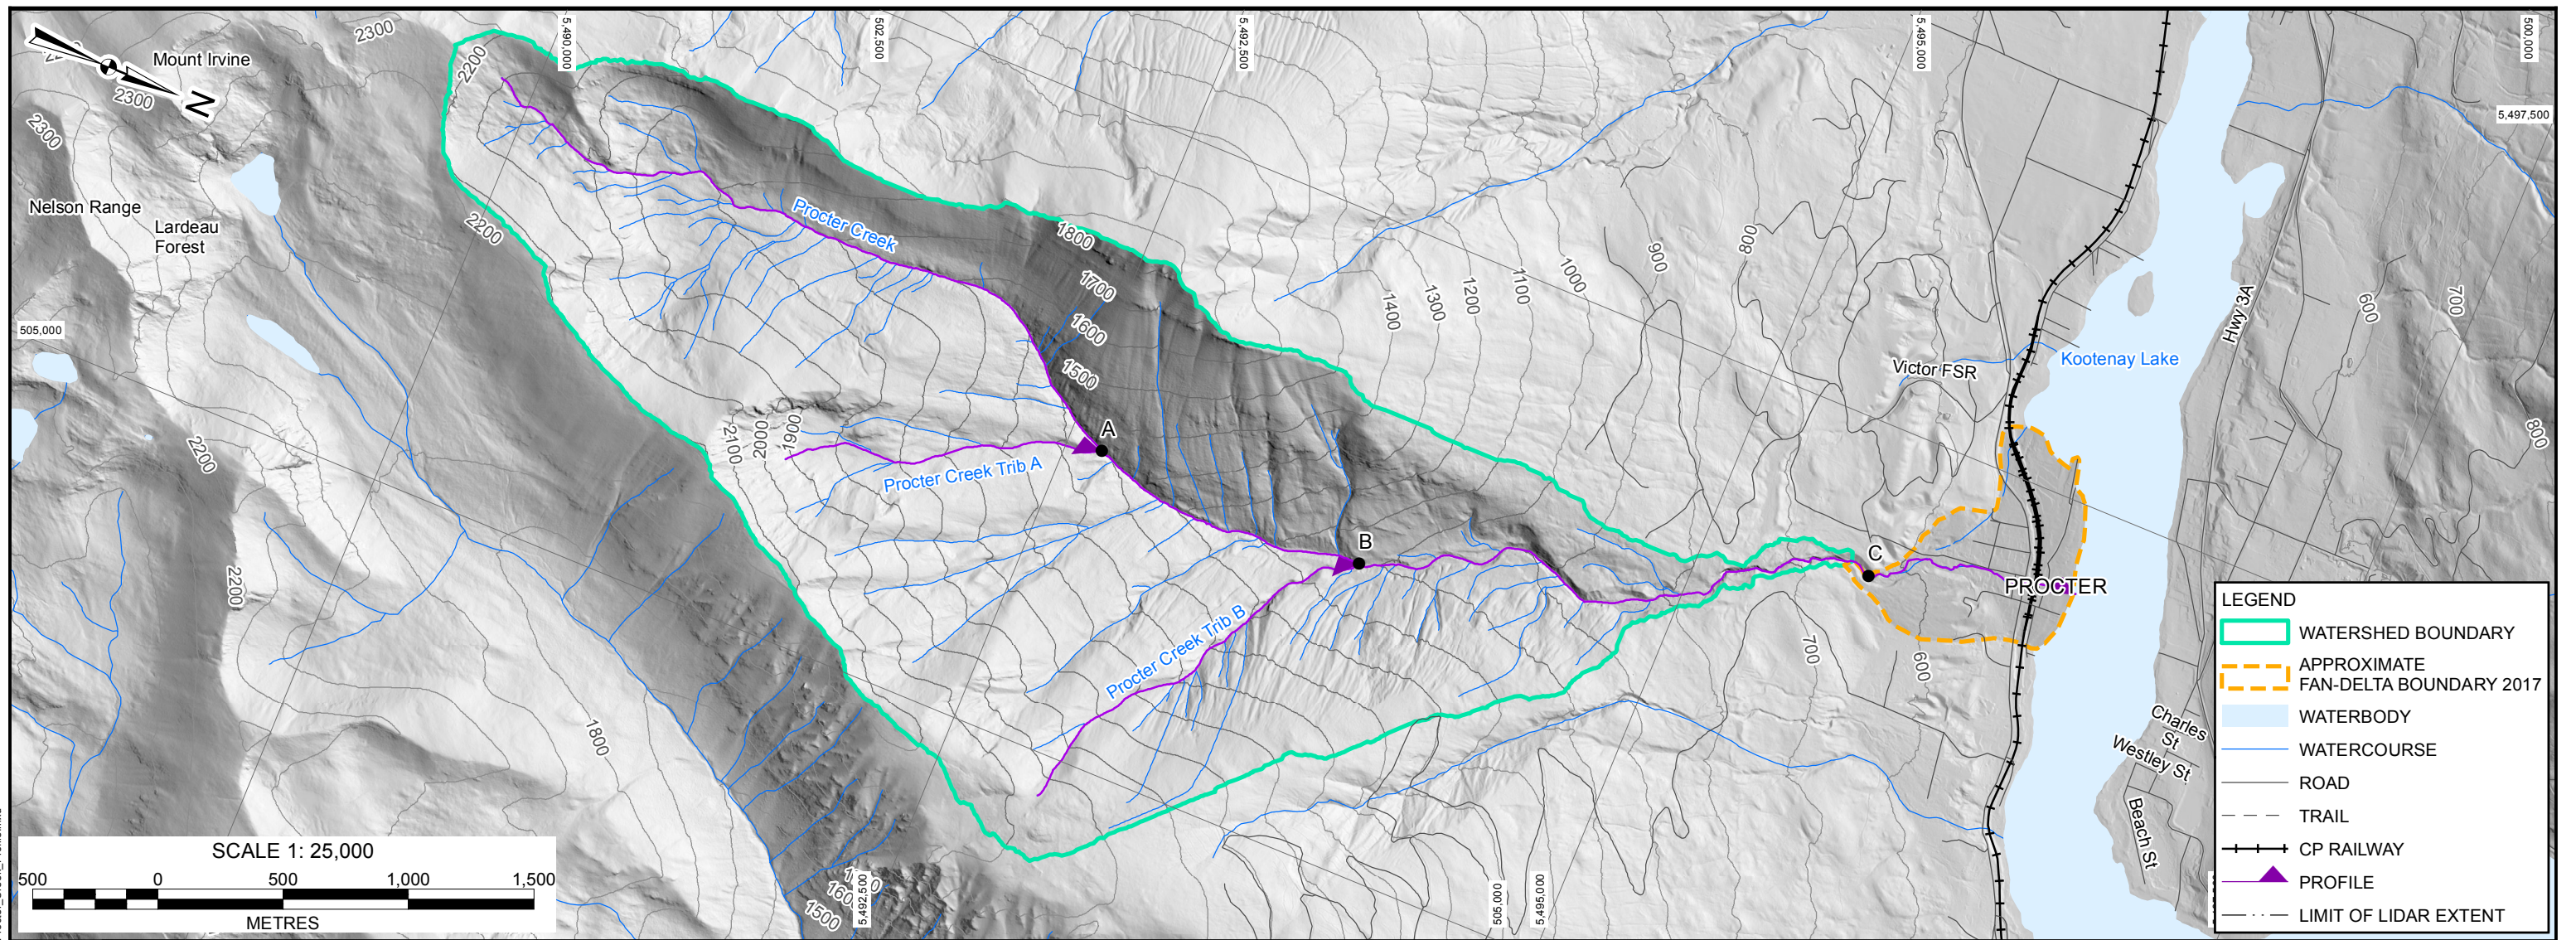 2300
5,490,000
502,500
5,492,500
5,495,000
500,000
Mount Irvine
2200
2300
N
5,497,500
2300
Nelson Range
Lardeau
Forest
2200
Procter Creek
1800
800
900
1700
1000
1100
1200
1300
1400
700
600
Hwy 3A
505,000
1600
1500
Victor FSR
Kootenay Lake
2100
2000
1900
A
800
2200
Procter Creek Trib A
B
C
2200
PROCTER
Procter Creek Trib B
700
600
1800
Charles
St
Westley St
Beach St
1500
5,492,500
505,000
5,495,000
SCALE 1: 25,000
500
0
500
1,000
1,500
METRES
LEGEND
WATERSHED BOUNDARY
APPROXIMATE
FAN-DELTA BOUNDARY 2017
WATERBODY
WATERCOURSE
ROAD
TRAIL
CP RAILWAY
PROFILE
LIMIT OF LIDAR EXTENT